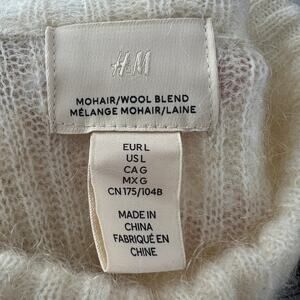 H&M
MOHAIR/WOOL BLEND
MÉLANGE MOHAIR/LAINE
EUR L
US L
CA G
MX G
CN 175/104B
MADE IN
CHINA
FABRIQUÉ EN
CHINE